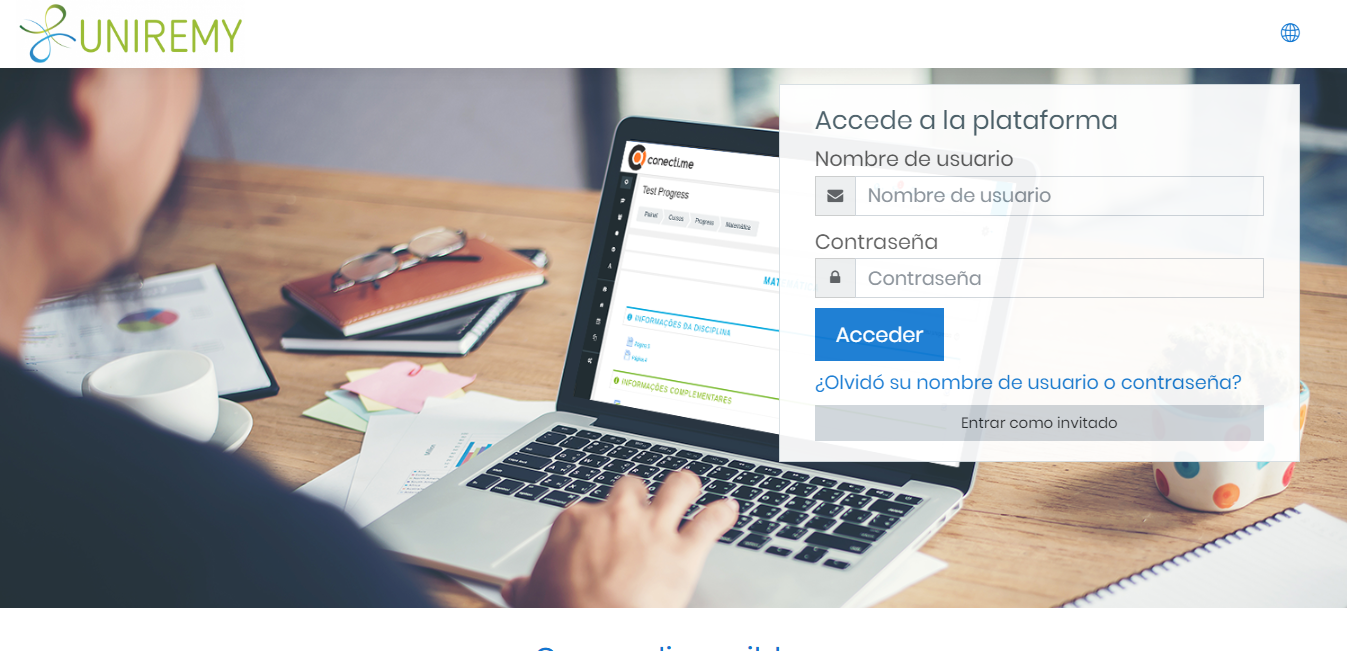 UNIREMY
Accede a la plataforma
Nombre de usuario
Nombre de usuario
Contraseña
Contraseña
Acceder
¿Olvidó su nombre de usuario o contraseña?
Entrar como invitado
conecti.me
Test Progress
Painel Cursos Progress Matemática
INFORMAÇÕES DA DISCIPLINA
INFORMAÇÕES COMPLEMENTARES